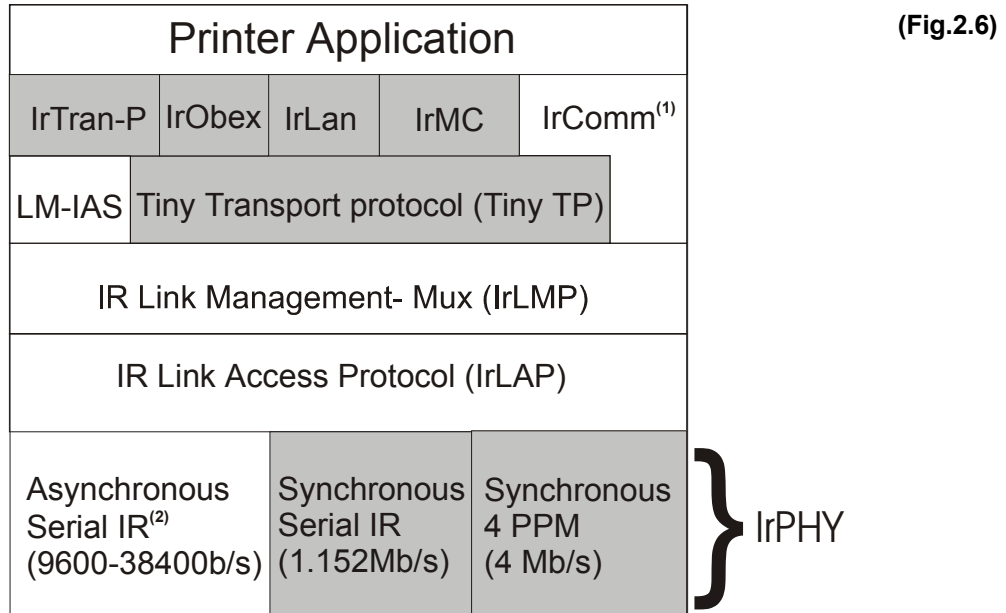 (Fig.2.6)
Printer Application
IrTran-P IrObex IrLan IrMC IrComm(1)
LM-IAS Tiny Transport protocol (Tiny TP)
IR Link Management- Mux (IrLMP)
IR Link Access Protocol (IrLAP)
Asynchronous
Serial IR(2)
(9600-38400b/s)
Synchronous
Serial IR
(1.152Mb/s)
Synchronous
4 PPM
(4 Mb/s)
IrPHY